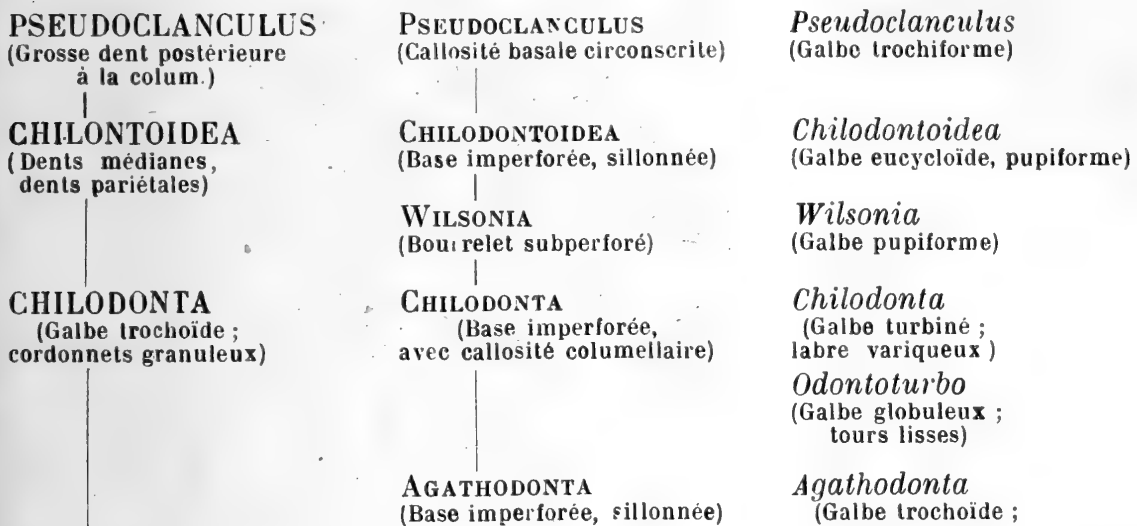 PSEUDOCLANCULUS
(Grosse dent postérieure
à la colum.)
CHILONTOIDEA
(Dents médianes,
dents pariétales)
CHILODONTA
(Galbe trochoïde ;
cordonnets granuleux)
PSEUDOCLANCULUS
(Callosité basale circonscrite)
CHILODONTOIDEA
(Base imperforée, sillonnée)
WILSONIA
(Bourrelet subperforé)
CHILODONTA
(Base imperforée,
avec callosité columellaire)
AGATHODONTA
(Base imperforée, sillonnée)
Pseudoclanculus
(Galbe trochiforme)
Chilodontoidea
(Galbe eucycloïde, pupiforme)
Wilsonia
(Galbe pupiforme)
Chilodonta
(Galbe turbiné ;
labre variqueux)
Odontoturbo
(Galbe globuleux ;
tours lisses)
Agathodonta
(Galbe trochoïde ;